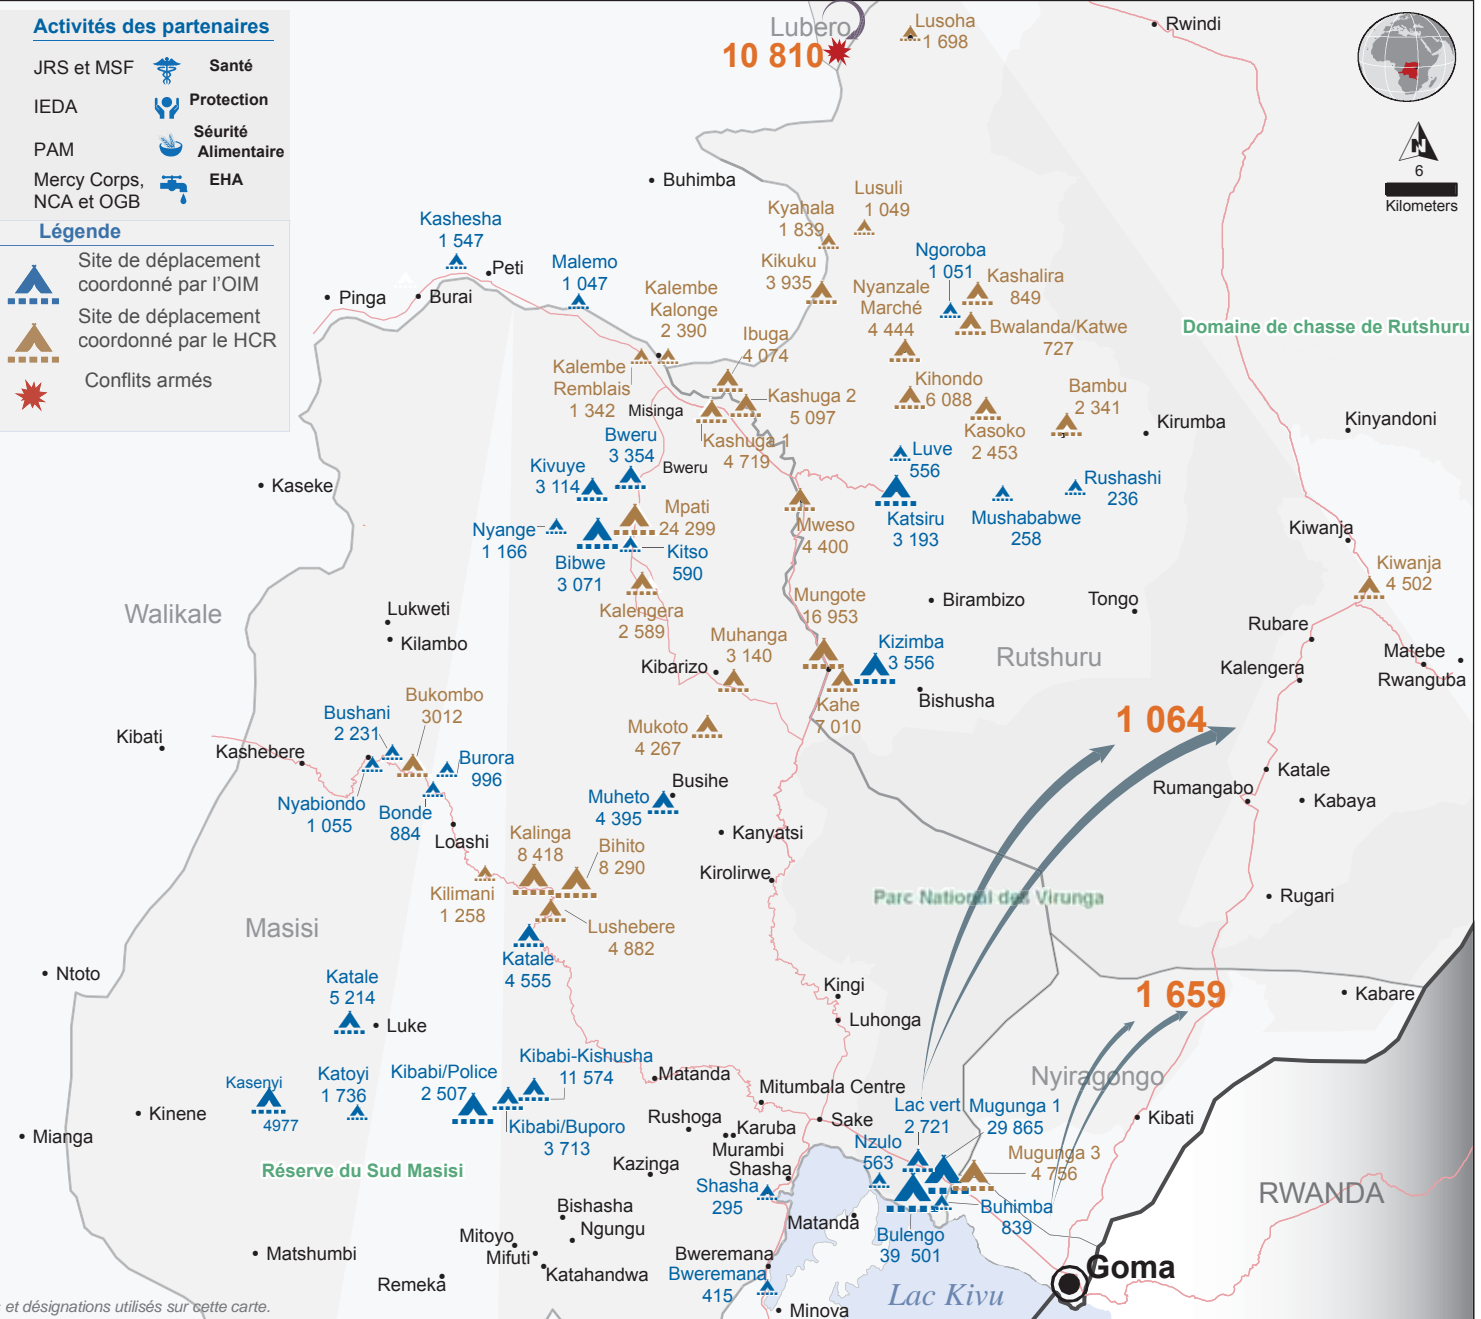 Activités des partenaires
JRS et MSF
Santé
IEDA
Protection
PAM
Séurité
Alimentaire
Mercy Corps,
NCA et OGB
EHA
Légende
Site de déplacement
coordonné par l'OIM
Site de déplacement
coordonné par le HCR
Conflits armés
Lubero
10 810
Lusoha
1 698
Rwindi
N
6
Kilometers
Buhimba
Lusuli
1 049
Kyahala
1 839
Kashesha
1 547
Peti
Pinga
Burai
Malemo
1 047
Kikuku
3 935
Ngoroba
1 051
Kashalira
849
Nyanzale
Marché
4 444
Bwalanda/Katwe
727
Domaine de chasse de Rutshuru
Kalembe
Kalonge
2 390
Ibuga
4 074
Kalembe
Remblais
1 342
Misinga
Kashuga 2
5 097
Kashuga 1
4 719
Kihondo
6 088
Kasoko
2 453
Bambu
2 341
Kirumba
Kinyandoni
Bweru
3 354
Bweru
Kivuye
3 114
Luve
556
Rushashi
236
Kaseke
Mpati
24 299
Nyange
1 166
Bibwe
3 071
Kitso
590
Mweso
4 400
Katsiru
3 193
Mushababwe
258
Kiwanja
Kiwanja
4 502
Walikale
Lukweti
Kilambo
Kalengera
2 589
Mungote
16 953
Birambizo
Tongo
Rubare
Muhanga
3 140
Kibarizo
Kizimba
3 556
Rutshuru
Kalengera
Matebe
Rwanguba
Bishusha
Kahe
7 010
Bukombo
3012
Bushani
2 231
Mukoto
4 267
1 064
Kibati
Kashebere
Burora
996
Nyabiondo
1 055
Bonde
884
Loashi
Busihe
Muheto
4 395
Katale
Rumangabo
Kabaya
Kalinga
8 418
Bihito
8 290
Kanyatsi
Kirolirwe
Kilimani
1 258
Parc National des Virunga
Rugari
Masisi
Lushebere
4 882
Katale
4 555
Ntoto
Katale
5 214
Luke
Kingi
Luhonga
1 659
Kabare
Kibabi-Kishusha
11 574
Kibabi/Police
2 507
Matanda
Nyiragongo
Kasenyi
4977
Katoyi
1 736
Kinene
Mianga
Kibabi/Buporo
3 713
Mitumbala Centre
Sake
Lac vert
2 721
Mugunga 1
29 865
Kibati
Rushoga
Karuba
Murambi
Shasha
Nzulo
563
Mugunga 3
4 756
Réserve du Sud Masisi
Kazinga
Shasha
295
RWANDA
Bishasha
Ngungu
Matanda
Buhimba
839
Bulengo
39 501
Mitoyo
Mifuti
Katahandwa
Matshumbi
Remeka
Bweremana
Bweremana
415
Minova
Lac Kivu
Goma
et désignations utilisés sur cette carte.